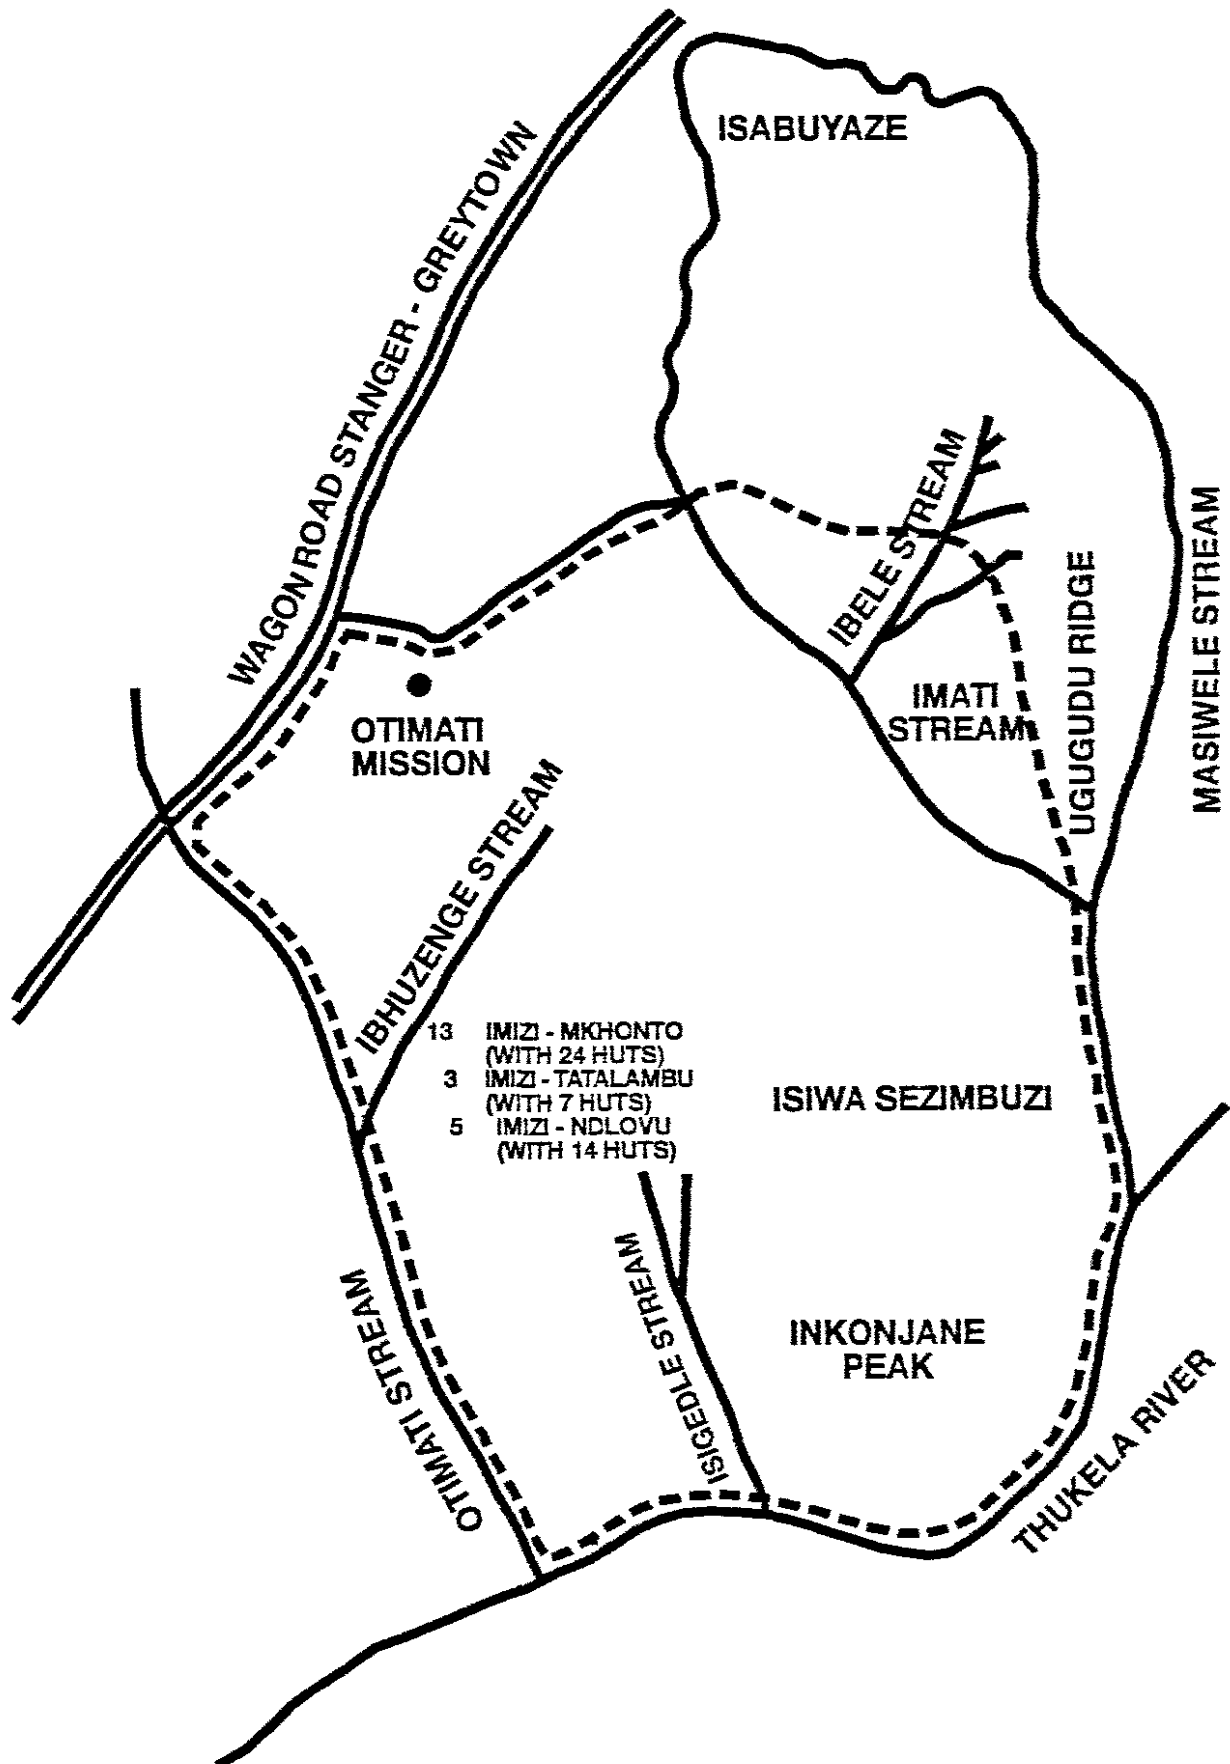 ISABUYAZE
WAGON ROAD STANGER - GREYTOWN
IBELE STREAM
MASIWELE STREAM
UGUGUDU RIDGE
IMATI
STREAM
OTIMATI
MISSION
IBHUZENGE STREAM
13 IMIZI - MKHONTO
(WITH 24 HUTS)
3 IMIZI - TATALAMBU
(WITH 7 HUTS)
5 IMIZI - NDLOVU
(WITH 14 HUTS)
ISIWA SEZIMBUZI
OTIMATI STREAM
ISIGEDLE STREAM
INKONJANE
PEAK
THUKELA RIVER